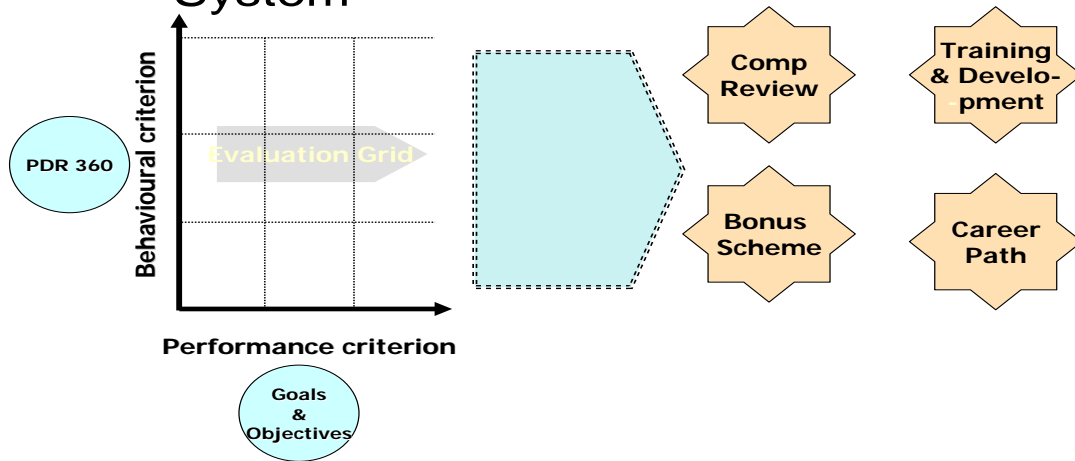 System
Behavioural criterion
PDR 360
Evaluation Grid
Performance criterion
Goals
&
Objectives
Comp
Review
Training
& Develo-
-pment
Bonus
Scheme
Career
Path